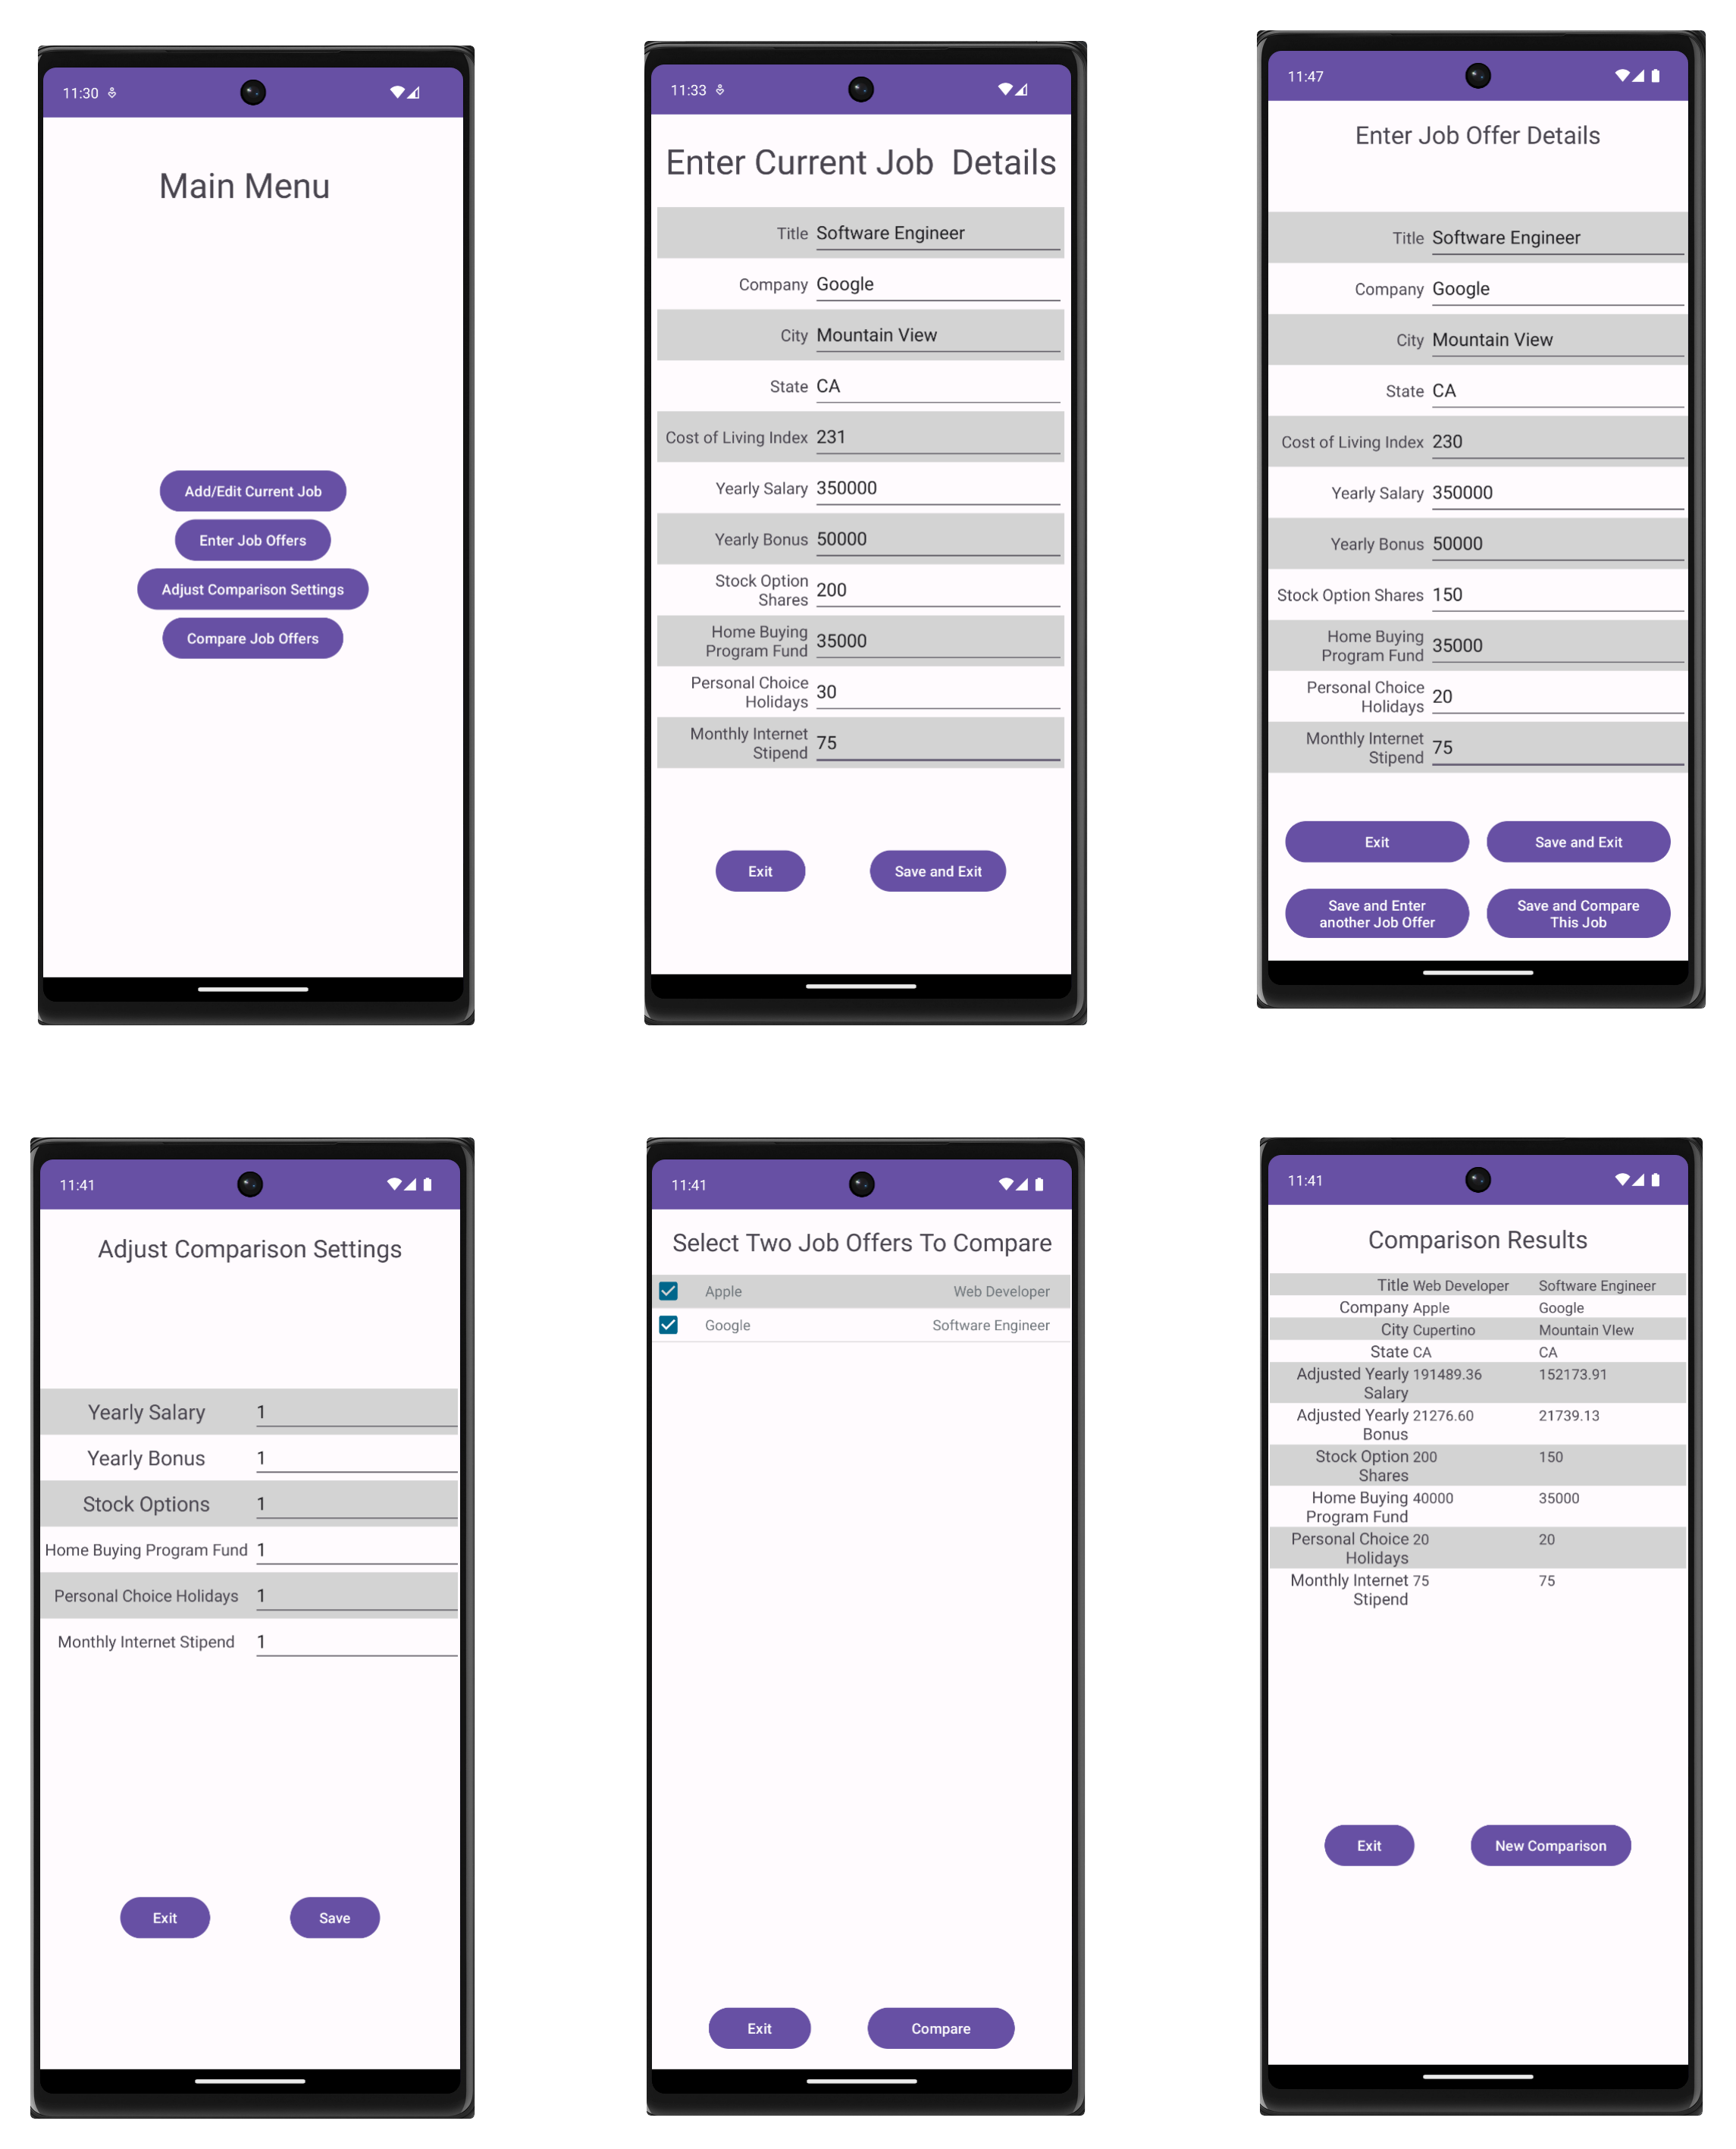 11:30
Main Menu
Add/Edit Current Job
Enter Job Offers
Adjust Comparison Settings
Compare Job Offers
11:33
Enter Current Job  Details
Title Software Engineer
Company Google
City Mountain View
State CA
Cost of Living Index 231
Yearly Salary 350000
Yearly Bonus 50000
Stock Option
Shares 200
Home Buying
Program Fund 35000
Personal Choice
Holidays 30
Monthly Internet
Stipend 75
Exit Save and Exit
11:47
Enter Job Offer Details
Title Software Engineer
Company Google
City Mountain View
State CA
Cost of Living Index 230
Yearly Salary 350000
Yearly Bonus 50000
Stock Option Shares 150
Home Buying
Program Fund 35000
Personal Choice
Holidays 20
Monthly Internet
Stipend 75
Exit Save and Exit
Save and Enter
another Job Offer
Save and Compare
This Job
11:41
Adjust Comparison Settings
Yearly Salary 1
Yearly Bonus 1
Stock Options 1
Home Buying Program Fund 1
Personal Choice Holidays 1
Monthly Internet Stipend 1
Exit Save
11:41
Select Two Job Offers To Compare
Apple Web Developer
Google Software Engineer
Exit Compare
11:41
Comparison Results
Title Web Developer Software Engineer
Company Apple Google
City Cupertino Mountain VIew
State CA CA
Adjusted Yearly 191489.36 152173.91
Salary
Adjusted Yearly 21276.60 21739.13
Bonus
Stock Option 200 150
Shares
Home Buying 40000 35000
Program Fund
Personal Choice 20 20
Holidays
Monthly Internet 75 75
Stipend
Exit New Comparison